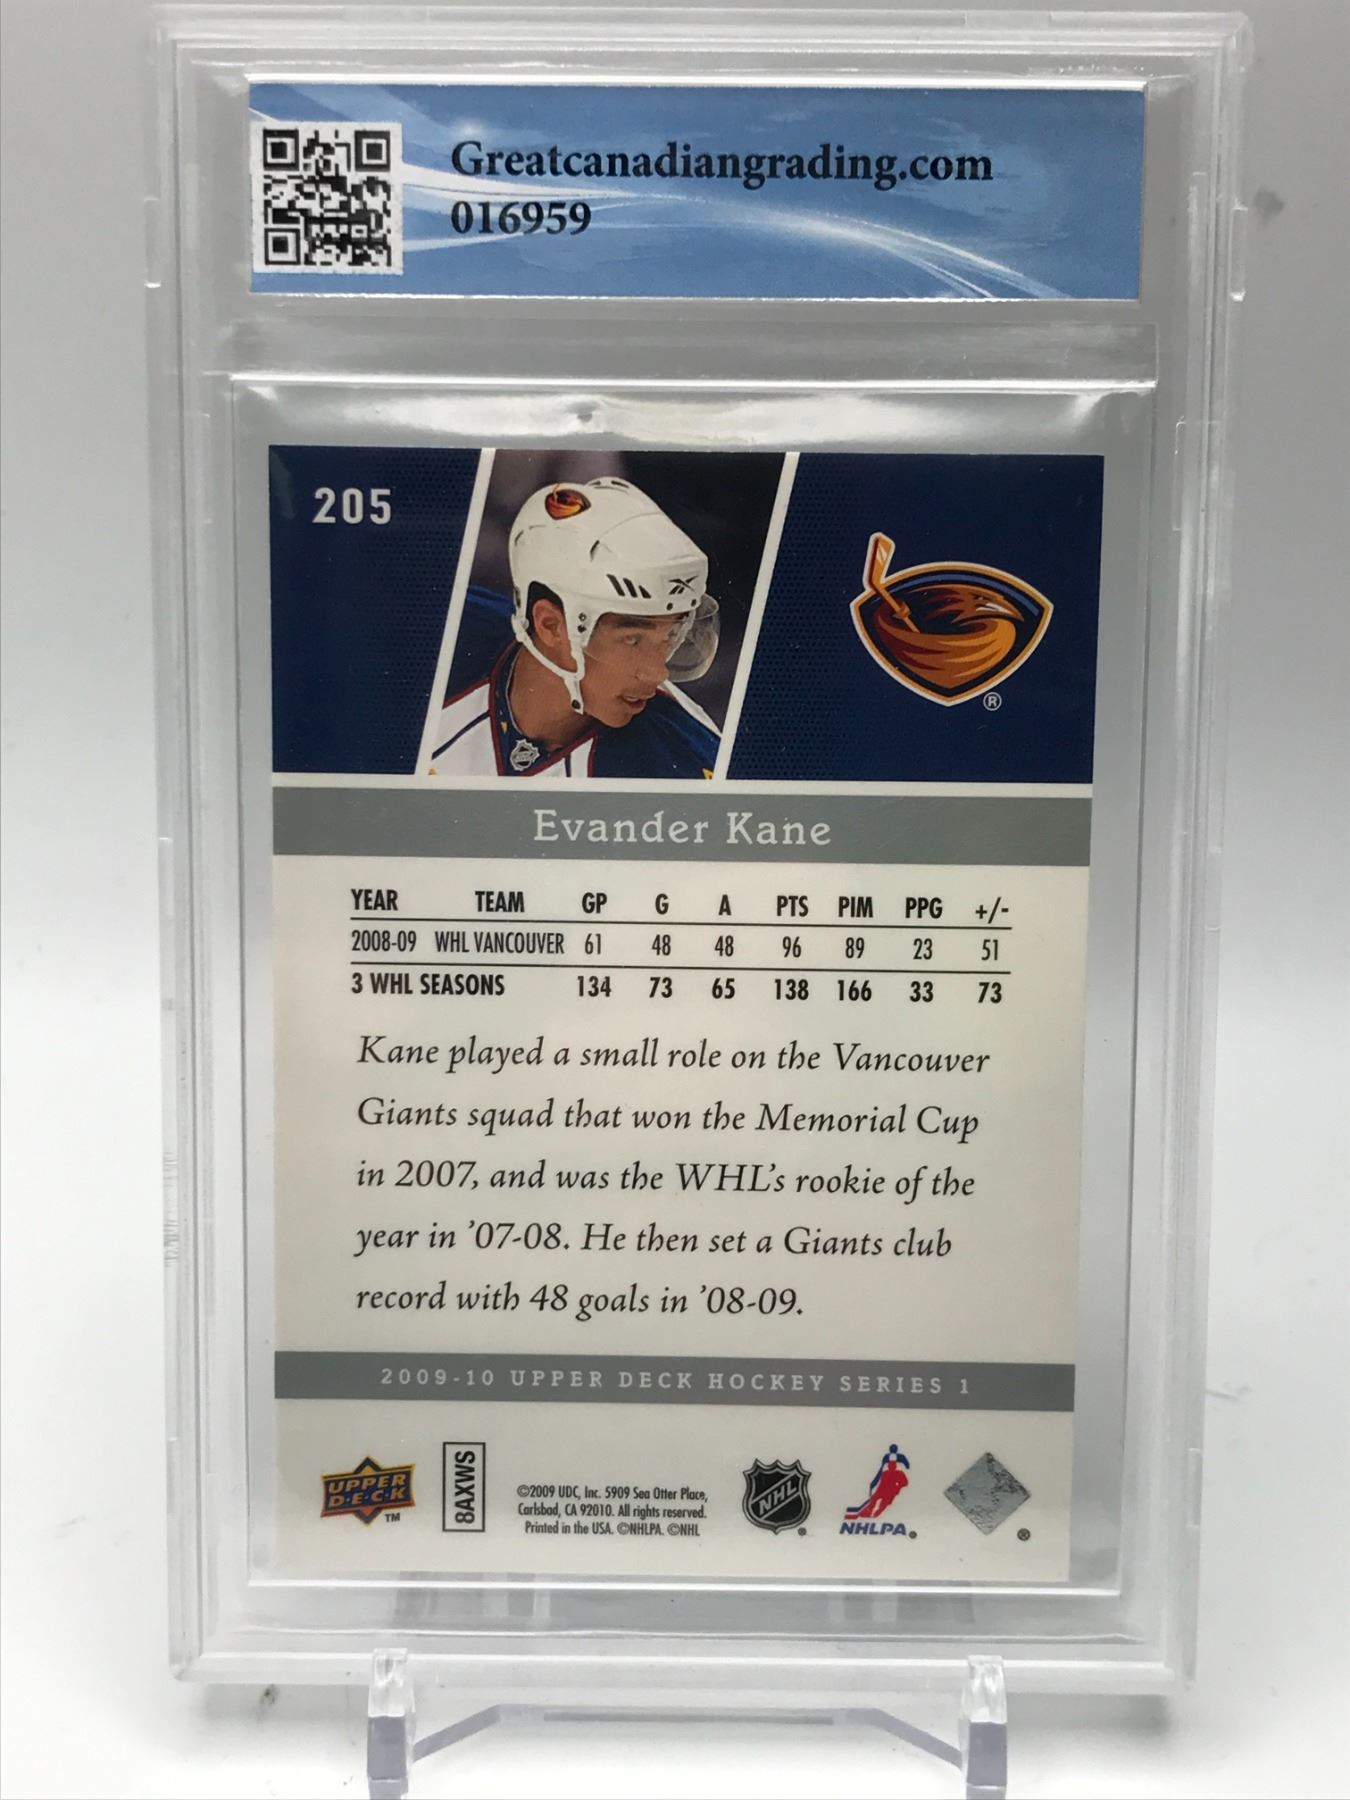 Greatcanadiangrading.com
016959
205
®
Evander Kane
YEAR TEAM GP G A PTS PIM PPG +/-
2008-09 WHL VANCOUVER 61 48 48 96 89 23 51
3 WHL SEASONS 134 73 65 138 166 33 73
Kane played a small role on the Vancouver
Giants squad that won the Memorial Cup
in 2007, and was the WHL's rookie of the
year in '07-08. He then set a Giants club
record with 48 goals in '08-09.
2009-10 UPPER DECK HOCKEY SERIES 1
UPPER
D·E·C·K
TM
8AXWS
©2009 UDC, Inc. 5909 Sea Otter Place,
Carlsbad, CA 92010. All rights reserved.
Printed in the USA. ©NHLPA. ©NHL
NHL
®
NHLPA®
®